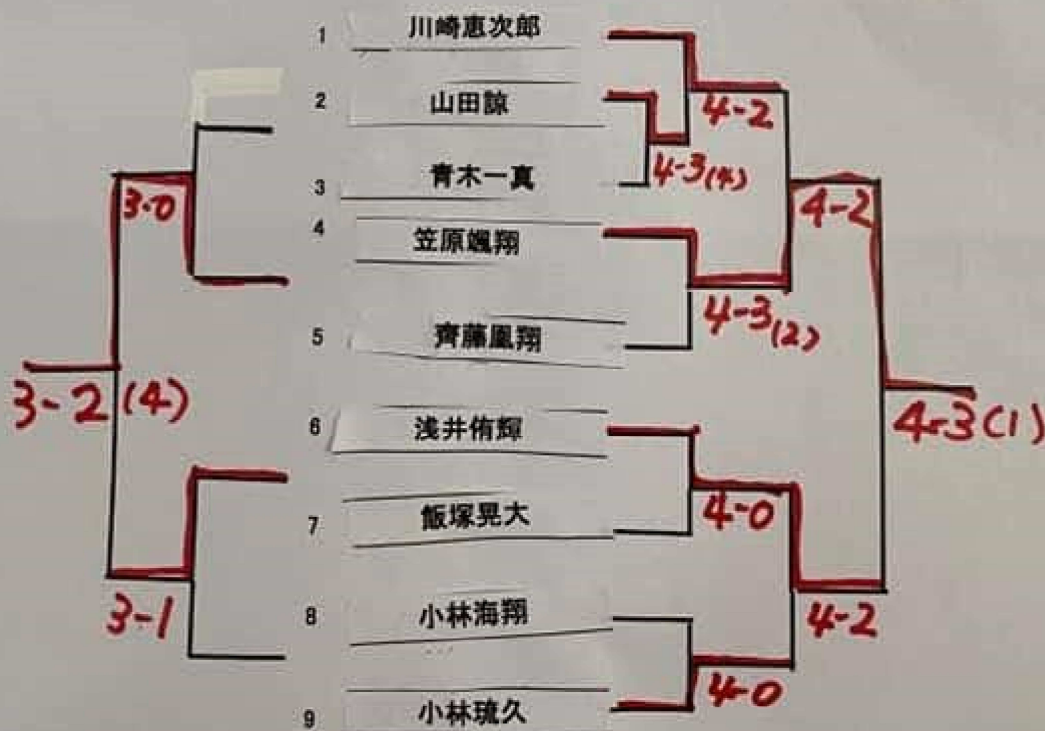 1 川崎恵次郎
2 山田諒
4-2
3 青木一真
4-3(4)
3-0
4-2
4 笠原颯翔
4-3(2)
5 齊藤凰翔
3-2(4)
4-3(1)
6 浅井侑輝
7 飯塚晃大
4-0
8 小林海翔
3-1
4-2
4-0
9 小林琉久